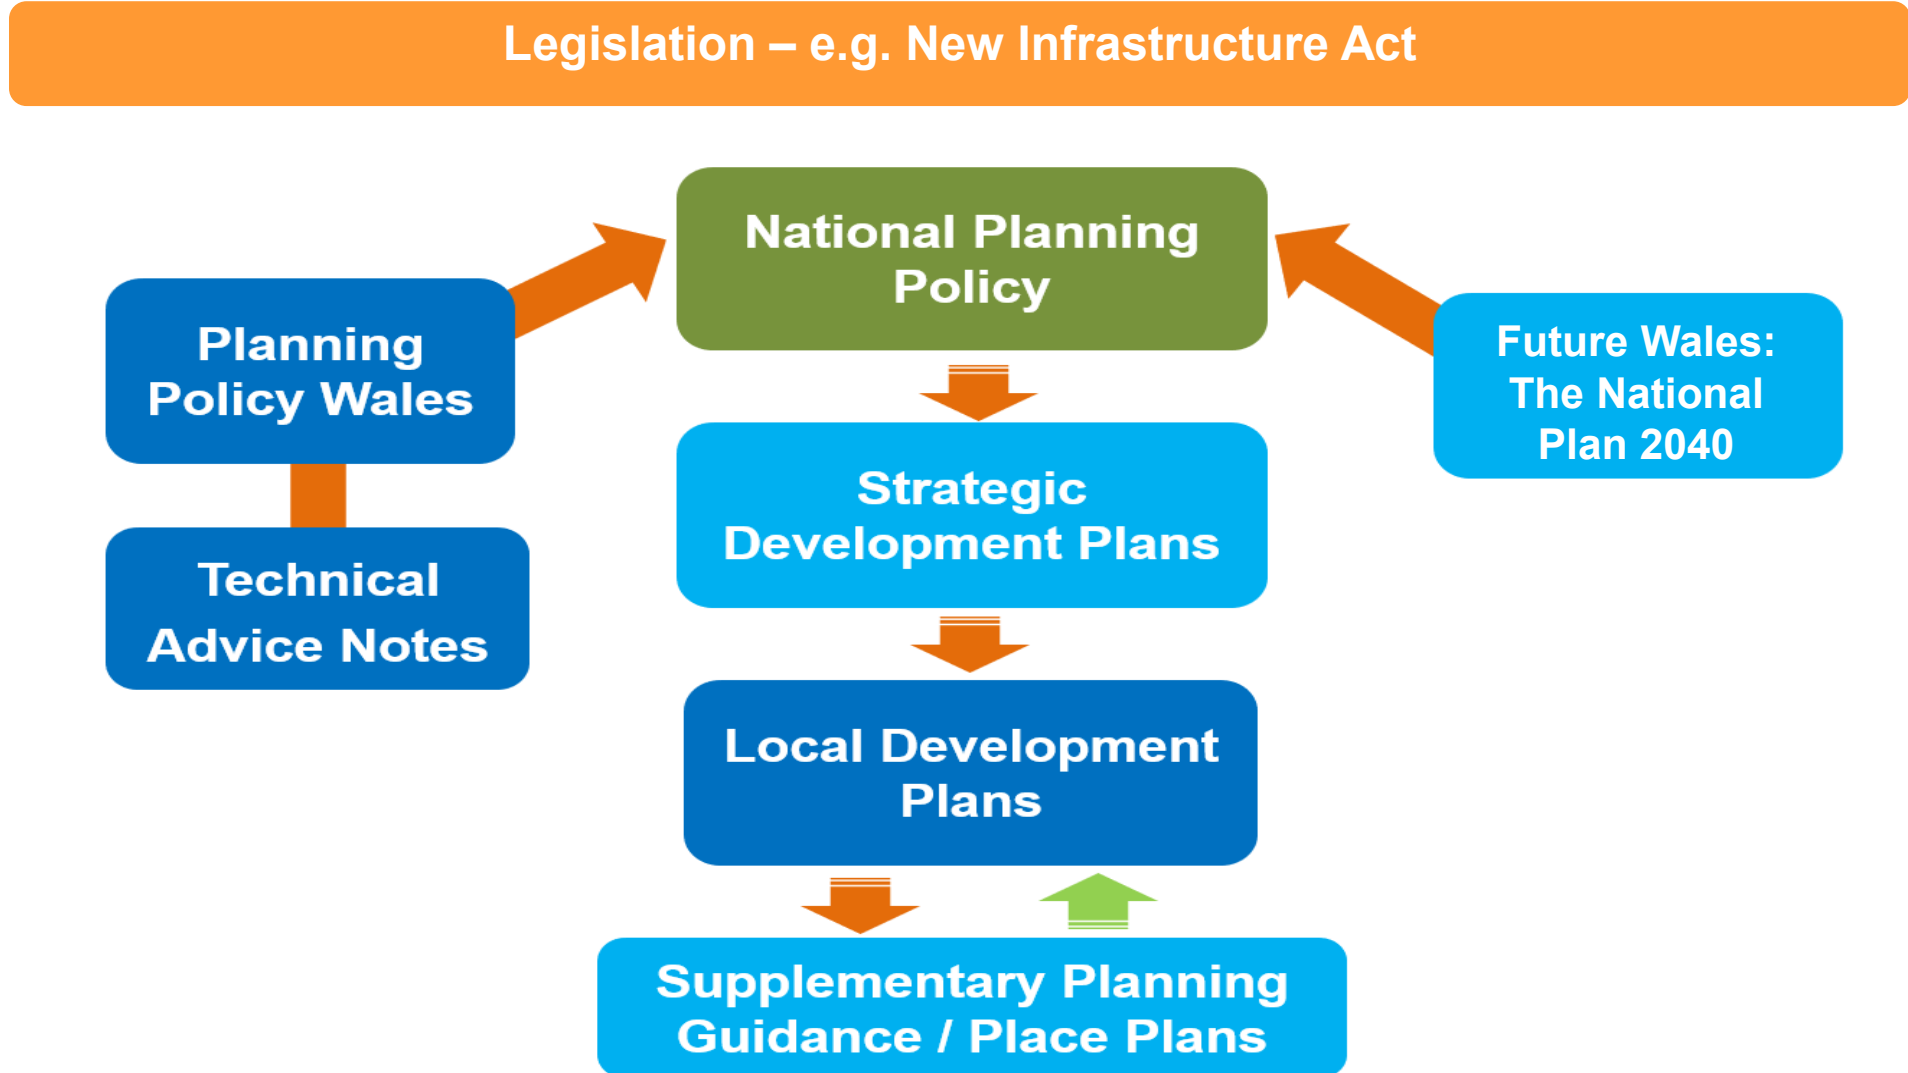 Legislation – e.g. New Infrastructure Act
National Planning
Policy
Planning
Policy Wales
Future Wales:
The National
Plan 2040
Technical
Advice Notes
Strategic
Development Plans
Local Development
Plans
Supplementary Planning
Guidance / Place Plans